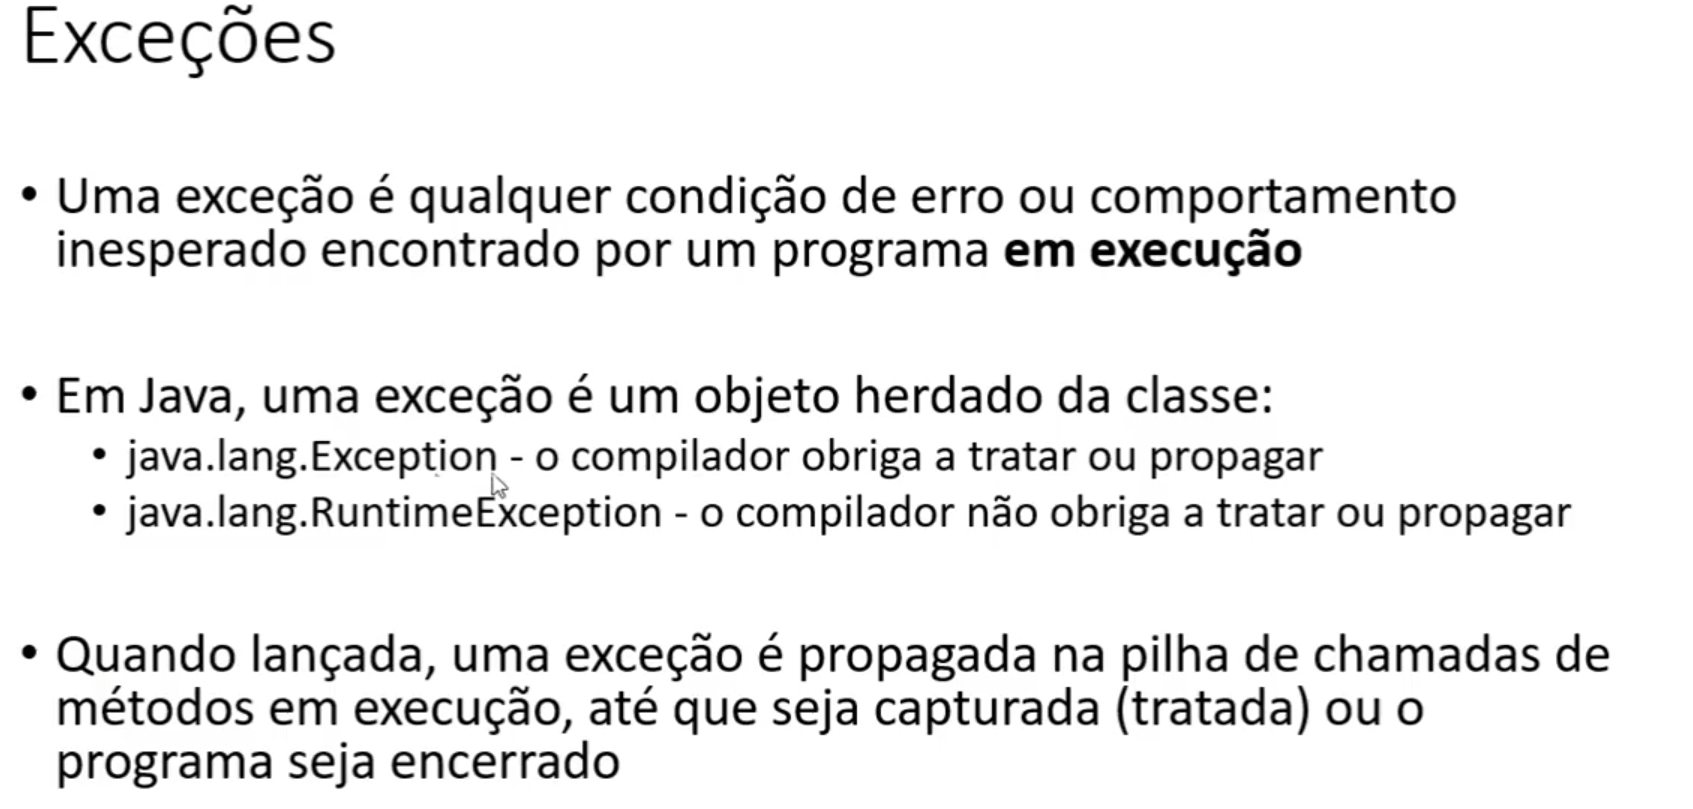 Exceções
• Uma exceção é qualquer condição de erro ou comportamento
inesperado encontrado por um programa em execução
• Em Java, uma exceção é um objeto herdado da classe:
• java.lang.Exception - o compilador obriga a tratar ou propagar
• java.lang.RuntimeException - o compilador não obriga a tratar ou propagar
• Quando lançada, uma exceção é propagada na pilha de chamadas de
métodos em execução, até que seja capturada (tratada) ou o
programa seja encerrado